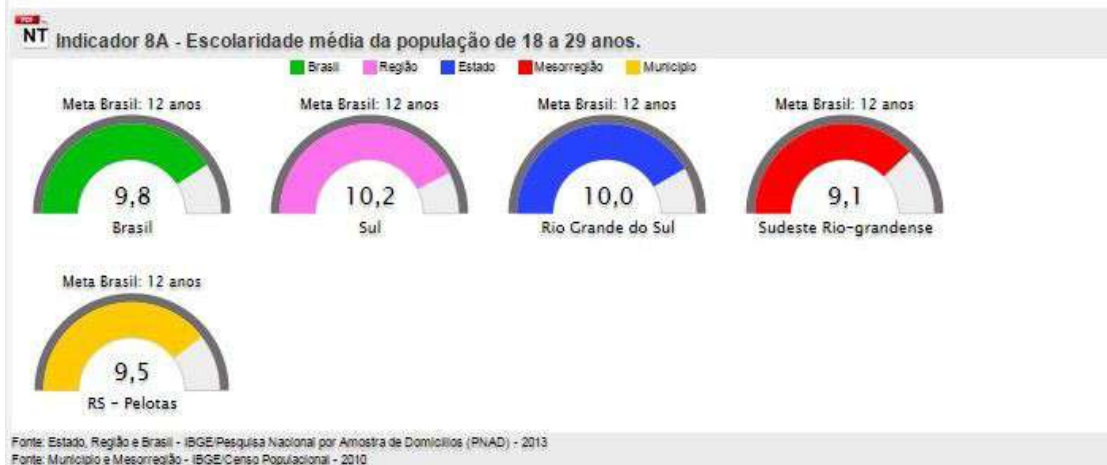 PDF
NT Indicador 8A - Escolaridade média da população de 18 a 29 anos.
Brasil Região Estado Mesorregião Município
Meta Brasil: 12 anos Meta Brasil: 12 anos Meta Brasil: 12 anos Meta Brasil: 12 anos
9,8 10,2 10,0 9,1
Brasil Sul Rio Grande do Sul Sudeste Rio-grandense
Meta Brasil: 12 anos
9,5
RS - Pelotas
Fonte: Estado, Região e Brasil - IBGE/Pesquisa Nacional por Amostra de Domicílios (PNAD) - 2013
Fonte: Município e Mesorregião - IBGE/Censo Populacional - 2010